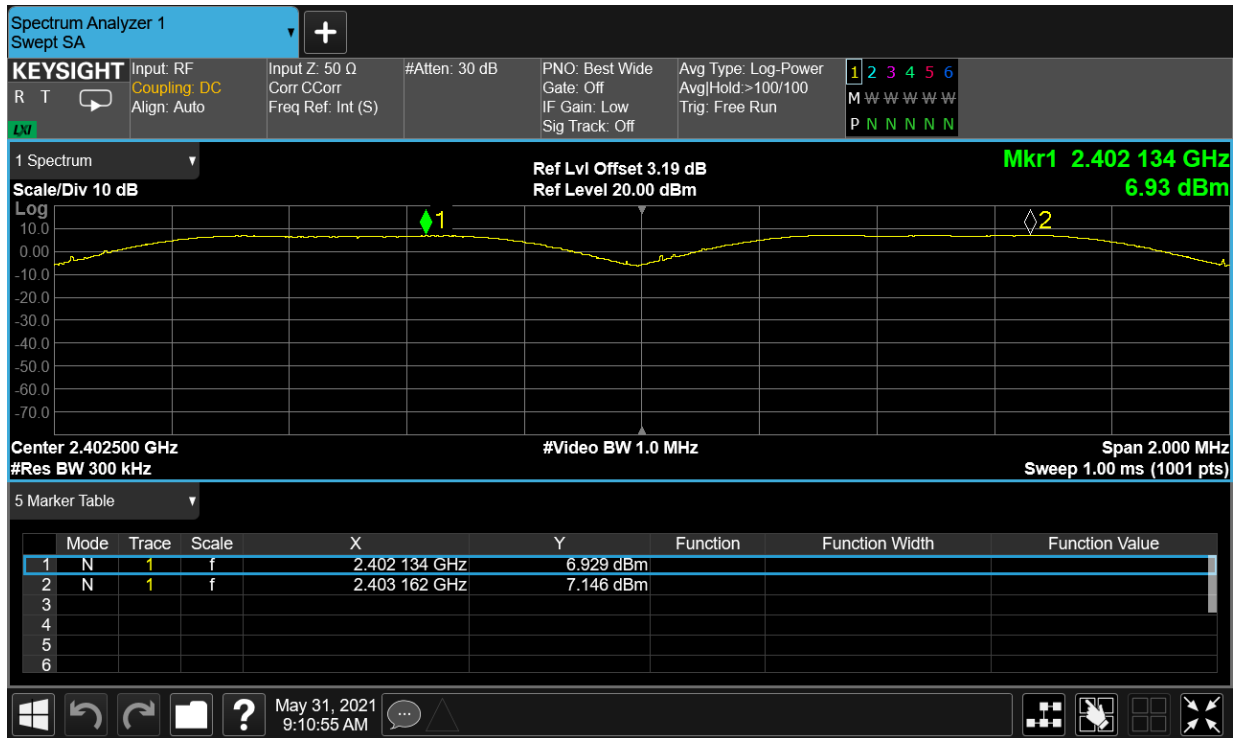 Spectrum Analyzer 1
Swept SA
KEYSIGHT
R T
LXI
Input: RF
Coupling: DC
Align: Auto
Input Z: 50 Ω
Corr CCorr
Freq Ref: Int (S)
#Atten: 30 dB
PNO: Best Wide
Gate: Off
IF Gain: Low
Sig Track: Off
Avg Type: Log-Power
Avg|Hold:>100/100
Trig: Free Run
1 2 3 4 5 6
M W W W W W
P N N N N N
1 Spectrum
Scale/Div 10 dB
Ref Lvl Offset 3.19 dB
Ref Level 20.00 dBm
Mkr1 2.402 134 GHz
6.93 dBm
Log
10.0
0.00
-10.0
-20.0
-30.0
-40.0
-50.0
-60.0
-70.0
1
2
Center 2.402500 GHz
#Res BW 300 kHz
#Video BW 1.0 MHz
Span 2.000 MHz
Sweep 1.00 ms (1001 pts)
5 Marker Table
Mode Trace Scale X Y Function Function Width Function Value
1 N 1 f 2.402 134 GHz 6.929 dBm
2 N 1 f 2.403 162 GHz 7.146 dBm
3
4
5
6
?
May 31, 2021
9:10:55 AM